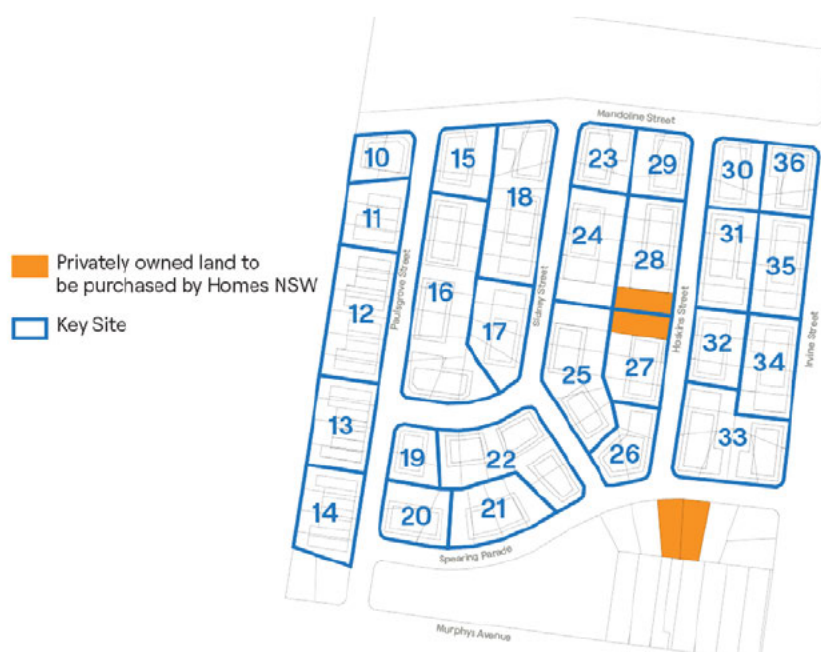 Mandoline Street
10
15
18
23
29
30
36
11
Privately owned land to
be purchased by Homes NSW
Key Site
Paulsgrove Street
12
16
17
Sidney Street
24
28
Hoskins Street
31
35
Irvine Street
25
27
32
34
13
19
22
26
33
14
20
21
Spearing Parade
Murphys Avenue